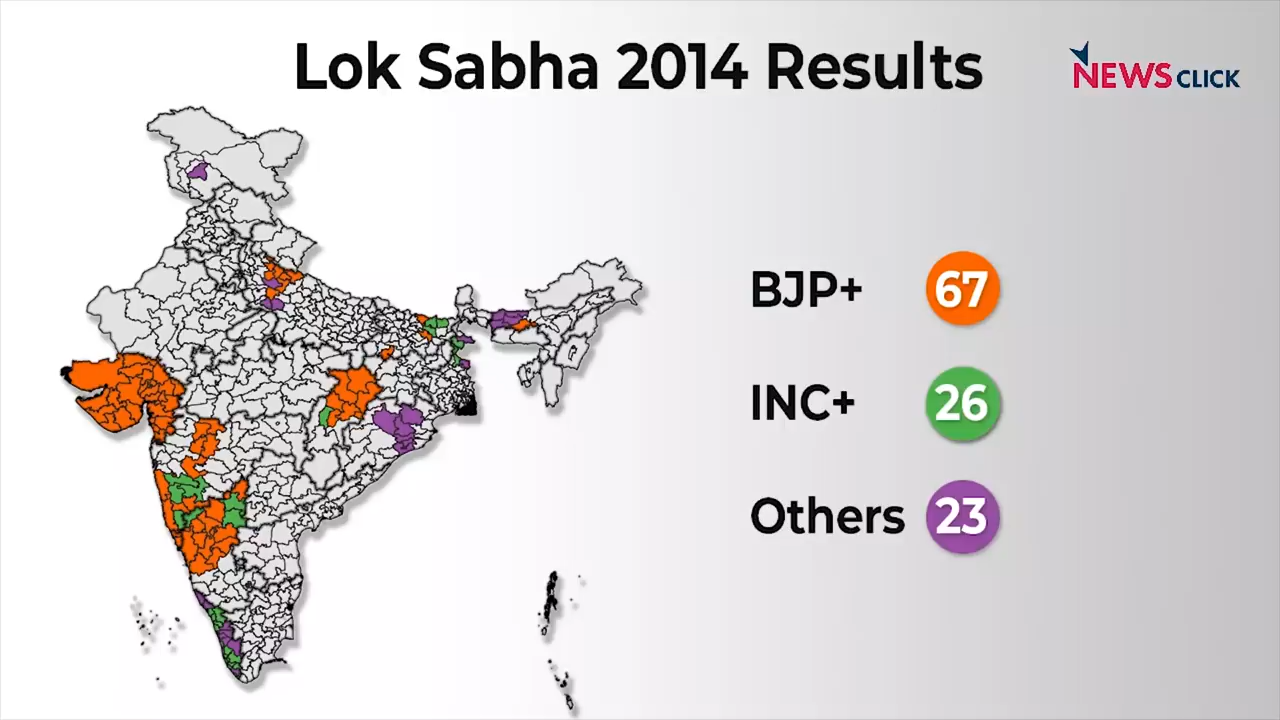 Lok Sabha 2014 Results
NEWSCLICK
BJP+ 67
INC+ 26
Others 23